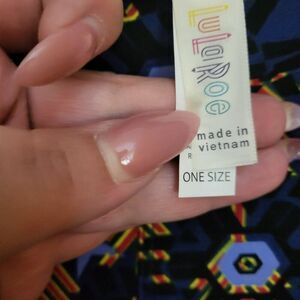 LuLaRoe
made in
R vietnam
ONE SIZE